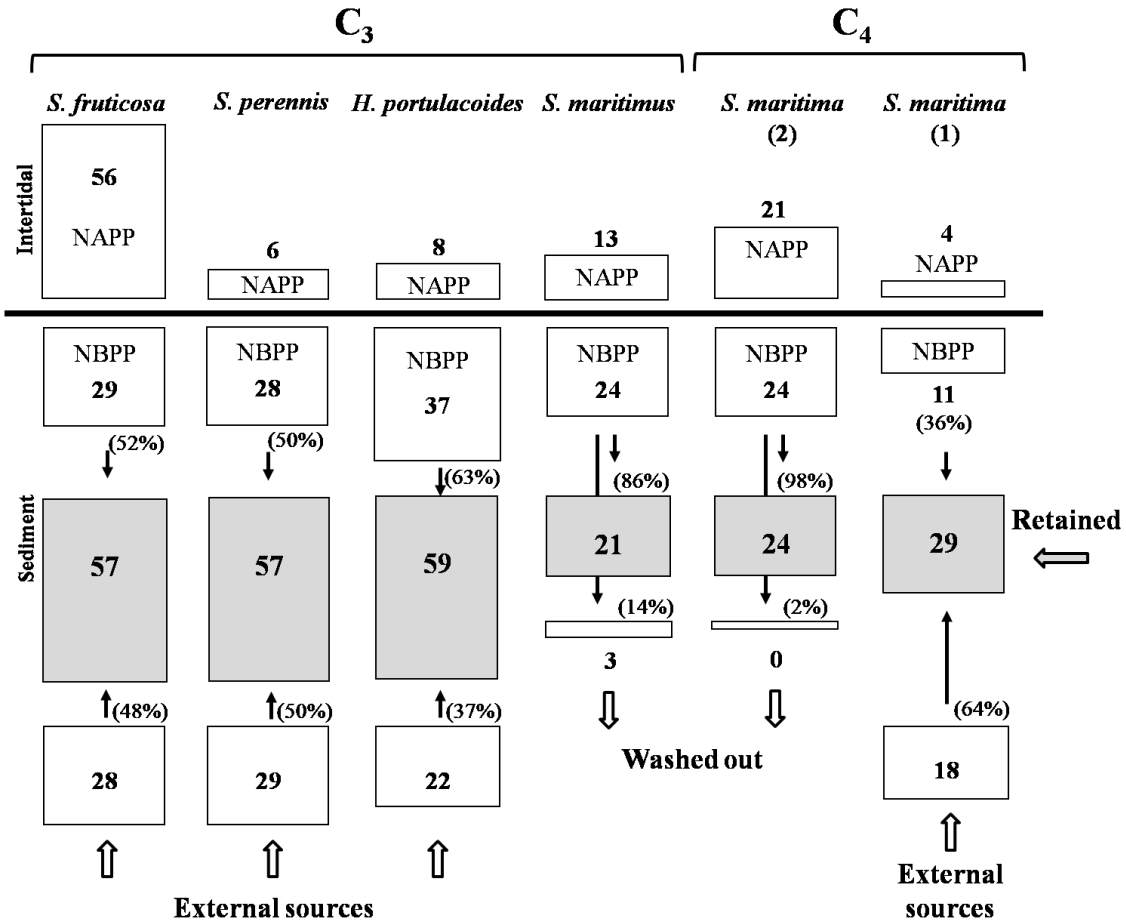 C3
C4
S. fruticosa
S. perennis
H. portulacoides
S. maritimus
S. maritima
(2)
S. maritima
(1)
Intertidal
56
NAPP
6
NAPP
8
NAPP
13
NAPP
21
NAPP
4
NAPP
NBPP
29
(52%)
NBPP
28
(50%)
NBPP
37
(63%)
NBPP
24
(86%)
NBPP
24
(98%)
NBPP
11
(36%)
Sediment
57
57
59
21
24
29
Retained
(14%)
3
(2%)
0
Washed out
(48%)
28
(50%)
29
(37%)
22
(64%)
18
External sources
External
sources